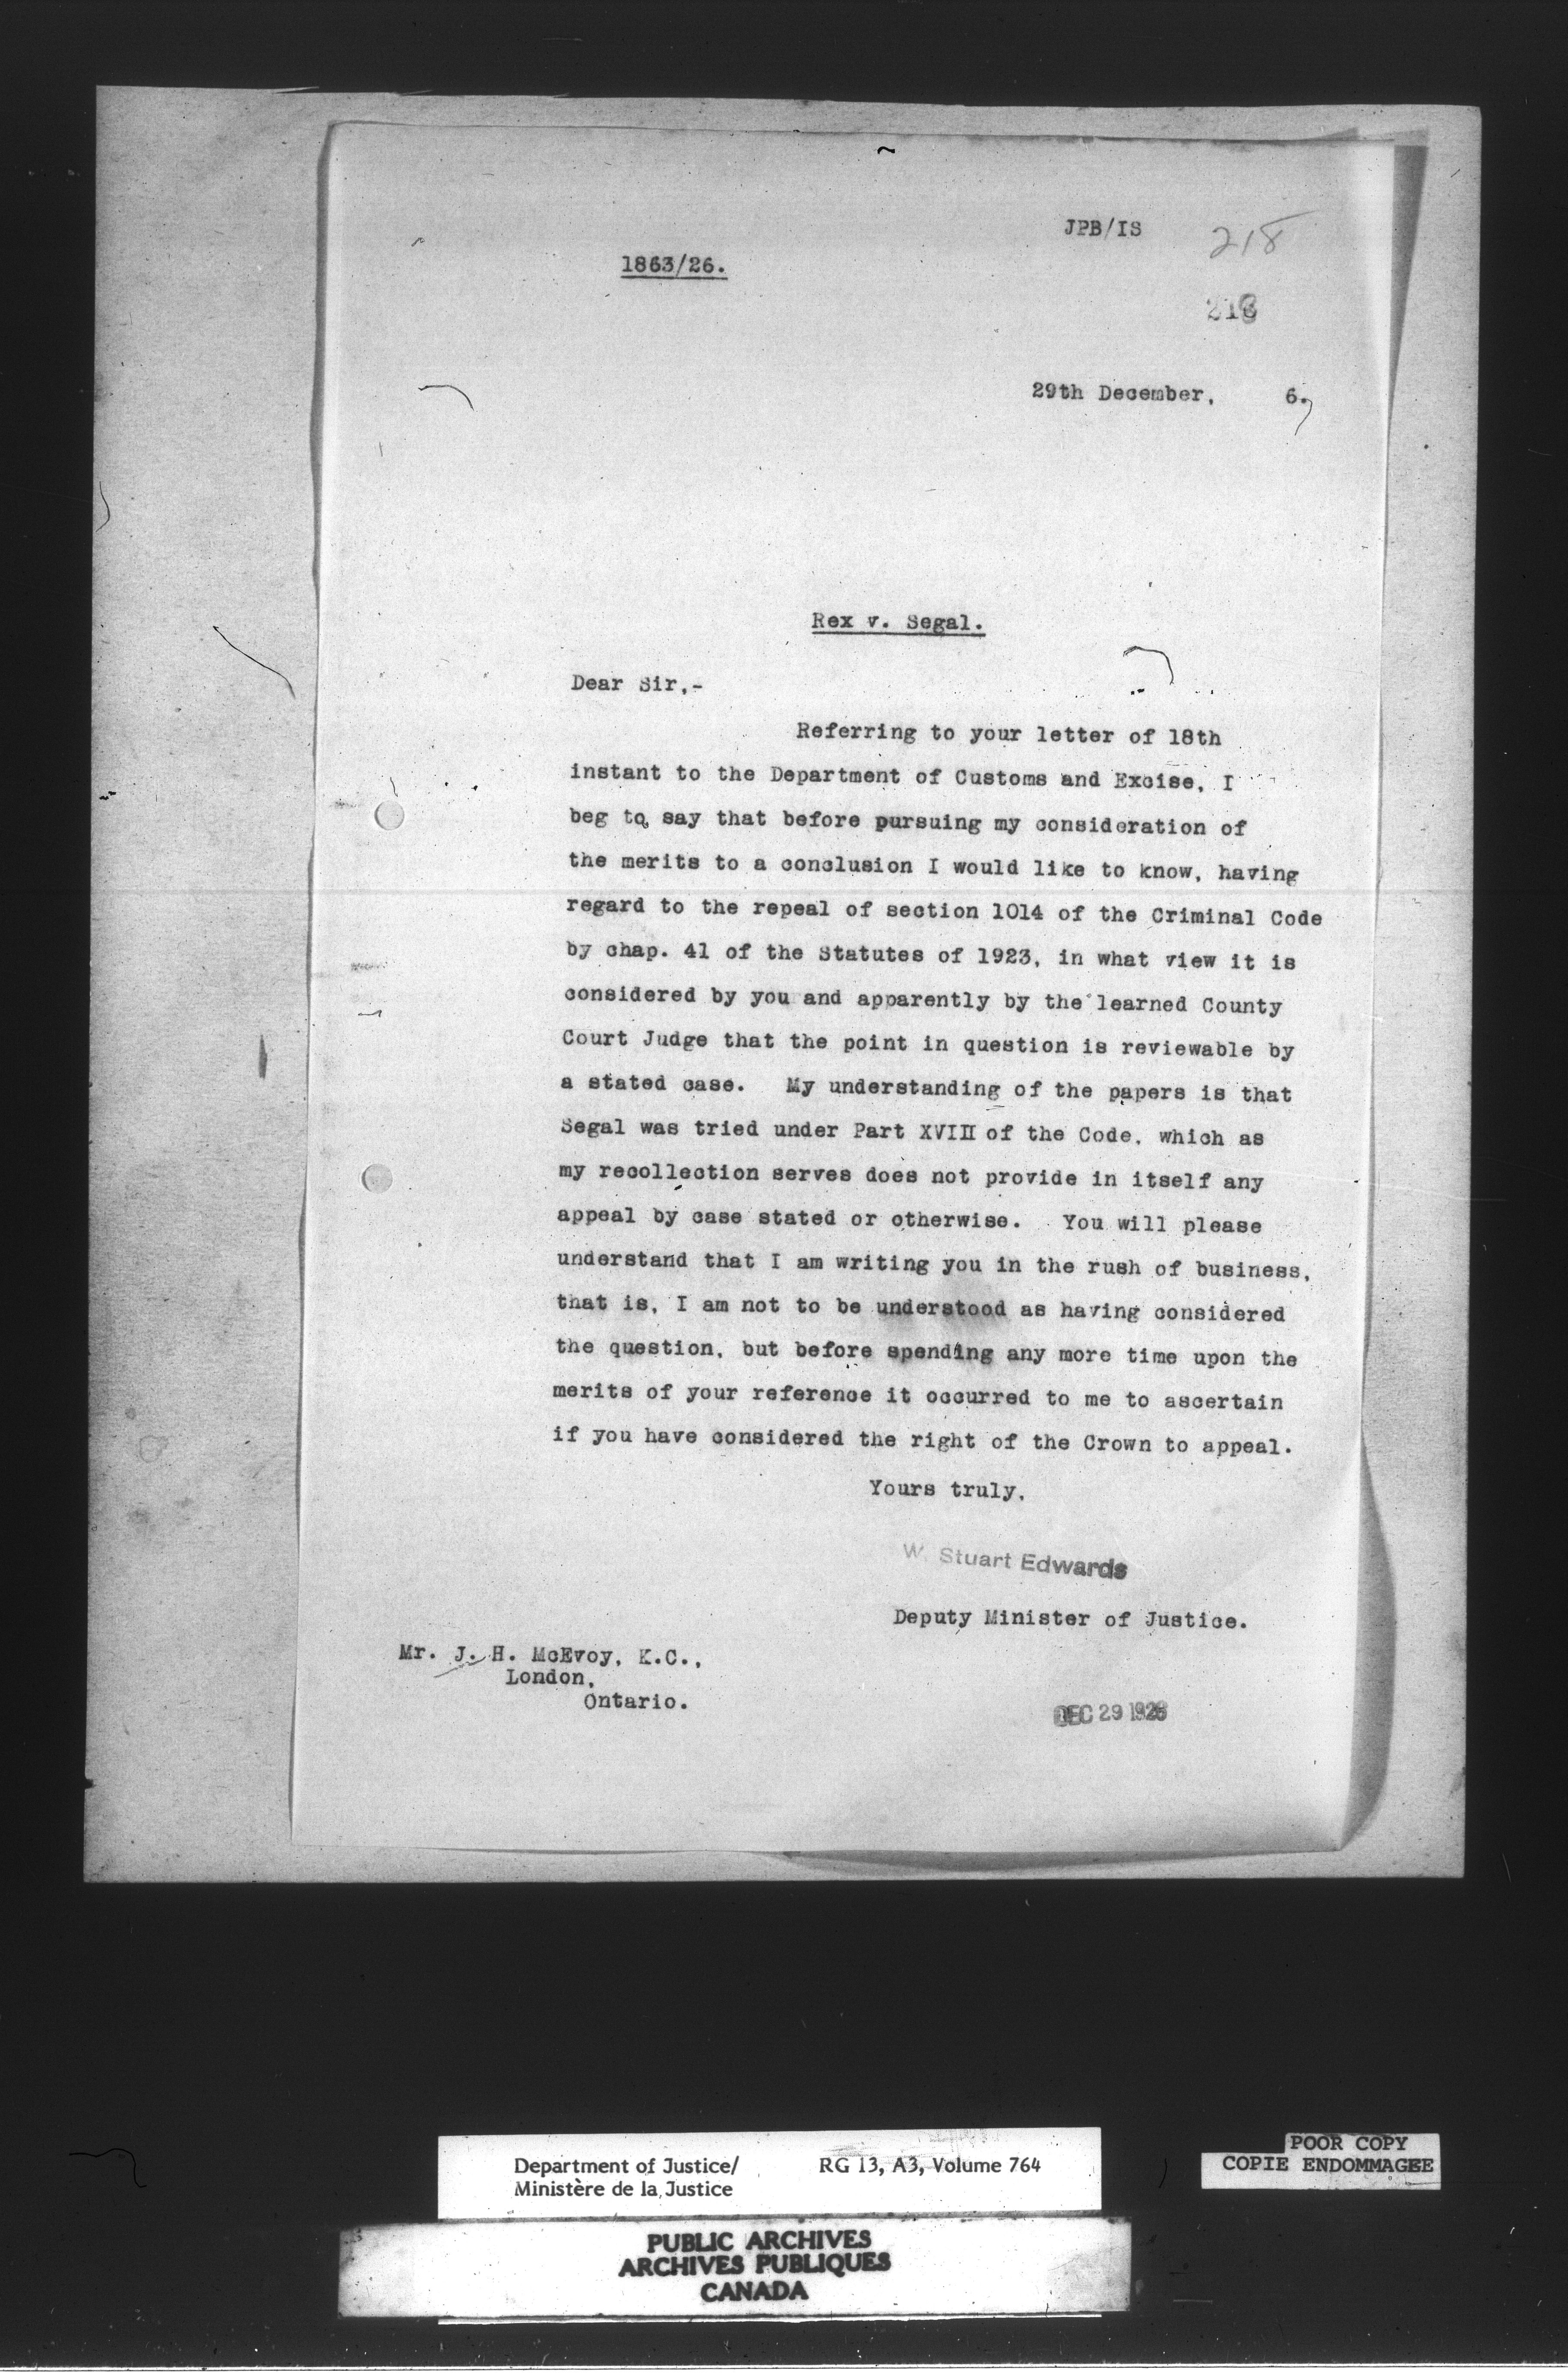 JPB/IS
218
1863/26.
29th December, 6.
Rex v. Segal.
Dear Sir,-
Referring to your letter of 18th
instant to the Department of Customs and Excise, I
beg to say that before pursuing my consideration of
the merits to a conclusion I would like to know, having
regard to the repeal of section 1014 of the Criminal Code
by chap. 41 of the Statutes of 1923, in what view it is
considered by you and apparently by the learned County
Court Judge that the point in question is reviewable by
a stated case. My understanding of the papers is that
Segal was tried under Part XVIII of the Code, which as
my recollection serves does not provide in itself any
appeal by case stated or otherwise. You will please
understand that I am writing you in the rush of business,
that is, I am not to be understood as having considered
the question, but before spending any more time upon the
merits of your reference it occurred to me to ascertain
if you have considered the right of the Crown to appeal.
Yours truly,
W. Stuart Edwards
Deputy Minister of Justice.
Mr. J. H. McEvoy, K.C.,
London,
Ontario.
DEC 29 1926
Department of Justice/ RG 13, A3, Volume 764
Ministère de la Justice
POOR COPY
COPIE ENDOMMAGEE
PUBLIC ARCHIVES
ARCHIVES PUBLIQUES
CANADA